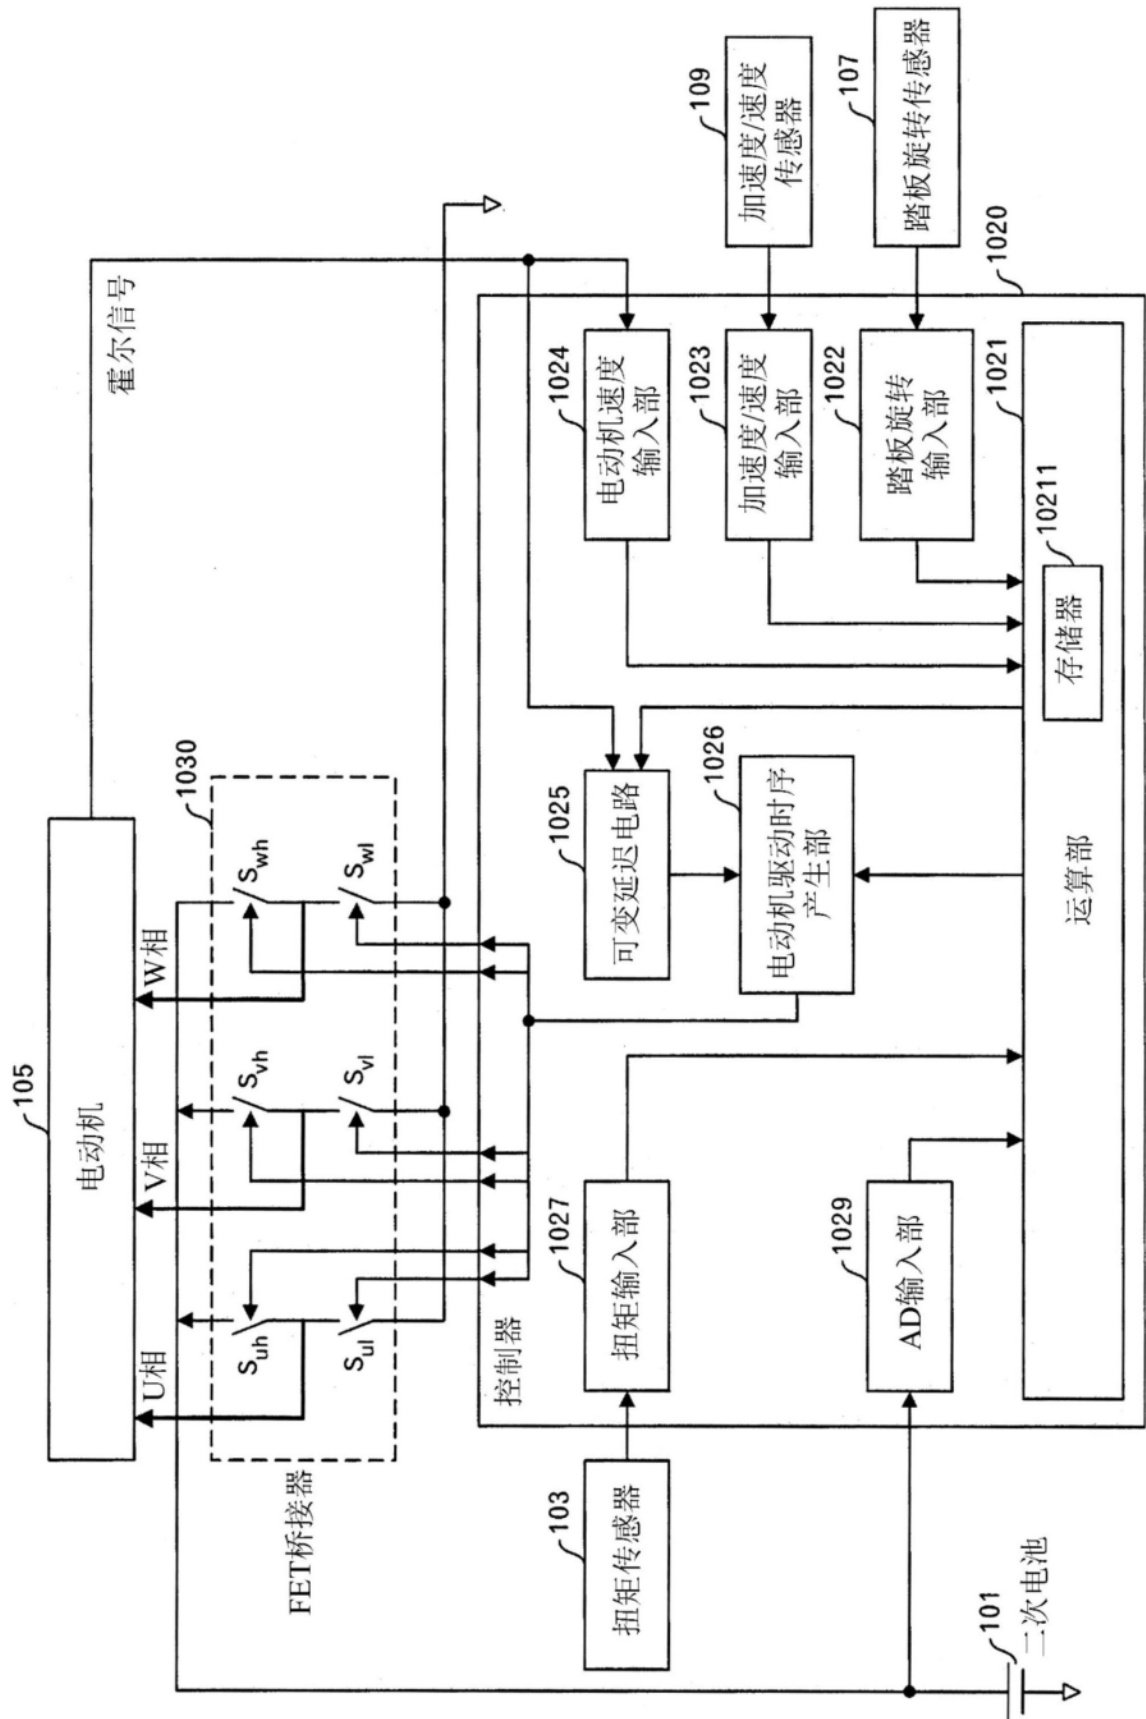 105
电动机
U相
V相
W相
霍尔信号
1030
FET桥接器
Suh
Sul
Svh
Svl
Swh
Swl
控制器
1020
103
扭矩传感器
1027
扭矩输入部
1029
AD输入部
1025
可变延迟电路
1026
电动机驱动时序
产生部
1024
电动机速度
输入部
1023
加速度/速度
输入部
1022
踏板旋转
输入部
109
加速度/速度
传感器
107
踏板旋转传感器
1021
运算部
10211
存储器
101
二次电池